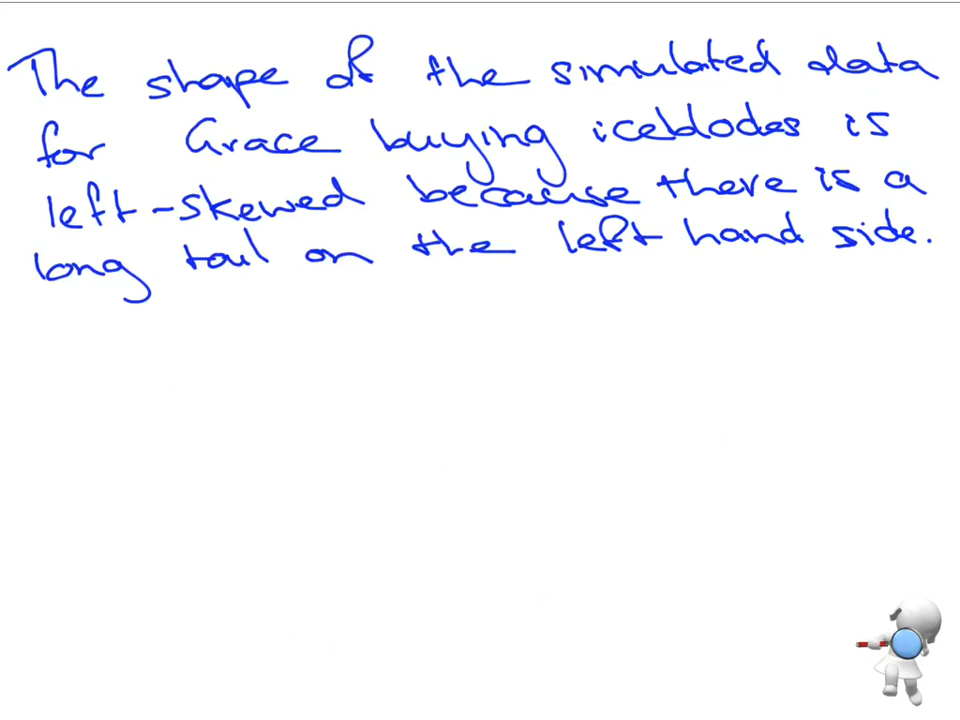 The shape of the simulated data
for Grace buying iceblocks is
left-skewed because there is a
long tail on the left hand side.